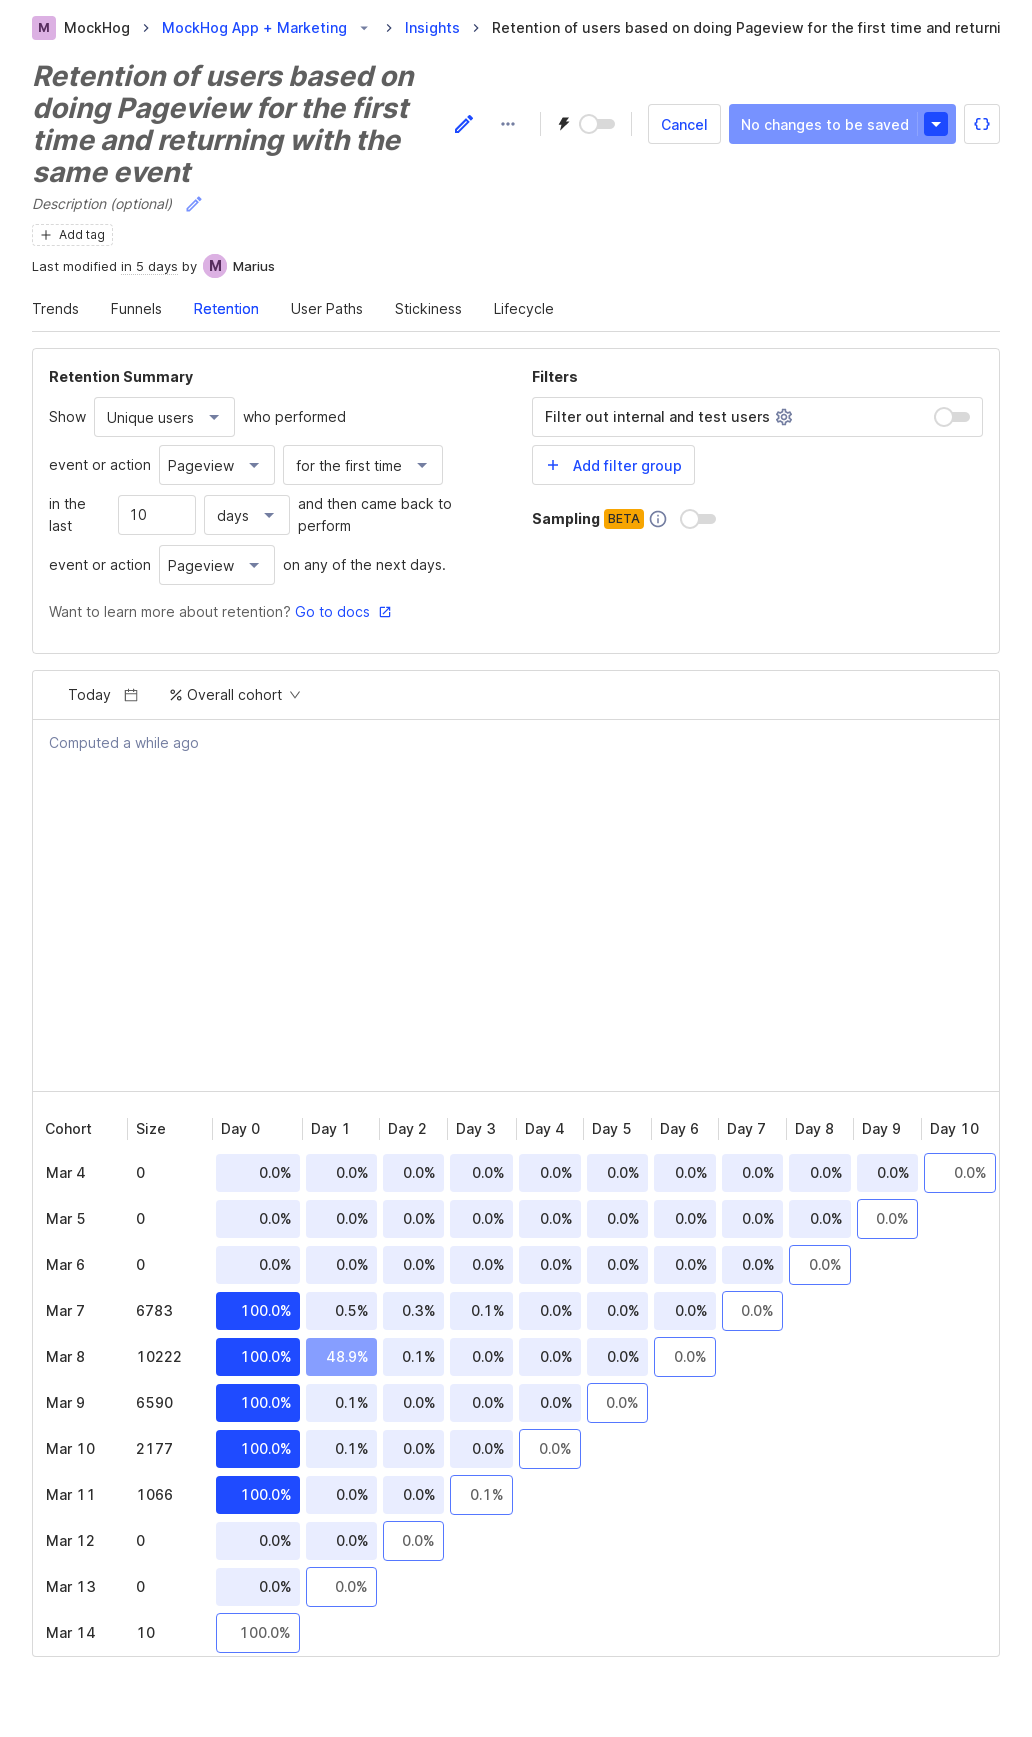 M MockHog MockHog App + Marketing Insights Retention of users based on doing Pageview for the first time and returni
Retention of users based on
doing Pageview for the first
time and returning with the
same event
Cancel No changes to be saved
Description (optional)
Add tag
Last modified in 5 days by M Marius
Trends Funnels Retention User Paths Stickiness Lifecycle
Retention Summary
Show Unique users who performed
event or action Pageview for the first time
in the last 10 days and then came back to perform
event or action Pageview on any of the next days.
Want to learn more about retention? Go to docs
Filters
Filter out internal and test users
Add filter group
Sampling BETA
Today % Overall cohort
Computed a while ago
Cohort Size Day 0 Day 1 Day 2 Day 3 Day 4 Day 5 Day 6 Day 7 Day 8 Day 9 Day 10
Mar 4 0 0.0% 0.0% 0.0% 0.0% 0.0% 0.0% 0.0% 0.0% 0.0% 0.0% 0.0%
Mar 5 0 0.0% 0.0% 0.0% 0.0% 0.0% 0.0% 0.0% 0.0% 0.0% 0.0%
Mar 6 0 0.0% 0.0% 0.0% 0.0% 0.0% 0.0% 0.0% 0.0% 0.0%
Mar 7 6783 100.0% 0.5% 0.3% 0.1% 0.0% 0.0% 0.0% 0.0%
Mar 8 10222 100.0% 48.9% 0.1% 0.0% 0.0% 0.0% 0.0%
Mar 9 6590 100.0% 0.1% 0.0% 0.0% 0.0% 0.0%
Mar 10 2177 100.0% 0.1% 0.0% 0.0% 0.0%
Mar 11 1066 100.0% 0.0% 0.0% 0.1%
Mar 12 0 0.0% 0.0% 0.0%
Mar 13 0 0.0% 0.0%
Mar 14 10 100.0%